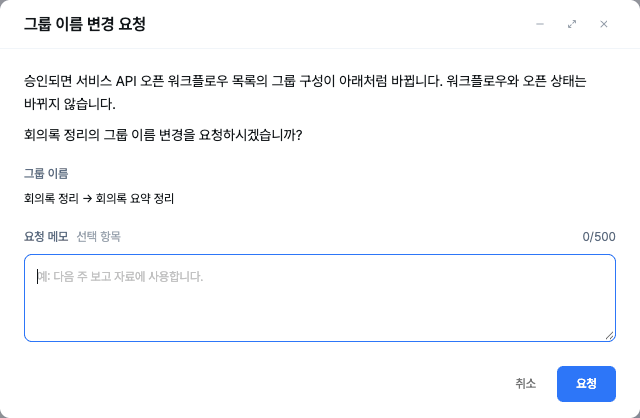 그룹 이름 변경 요청
승인되면 서비스 API 오픈 워크플로우 목록의 그룹 구성이 아래처럼 바뀝니다. 워크플로우와 오픈 상태는
바뀌지 않습니다.
회의록 정리의 그룹 이름 변경을 요청하시겠습니까?
그룹 이름
회의록 정리 → 회의록 요약 정리
요청 메모 선택 항목 0/500
예: 다음 주 보고 자료에 사용합니다.
취소 요청